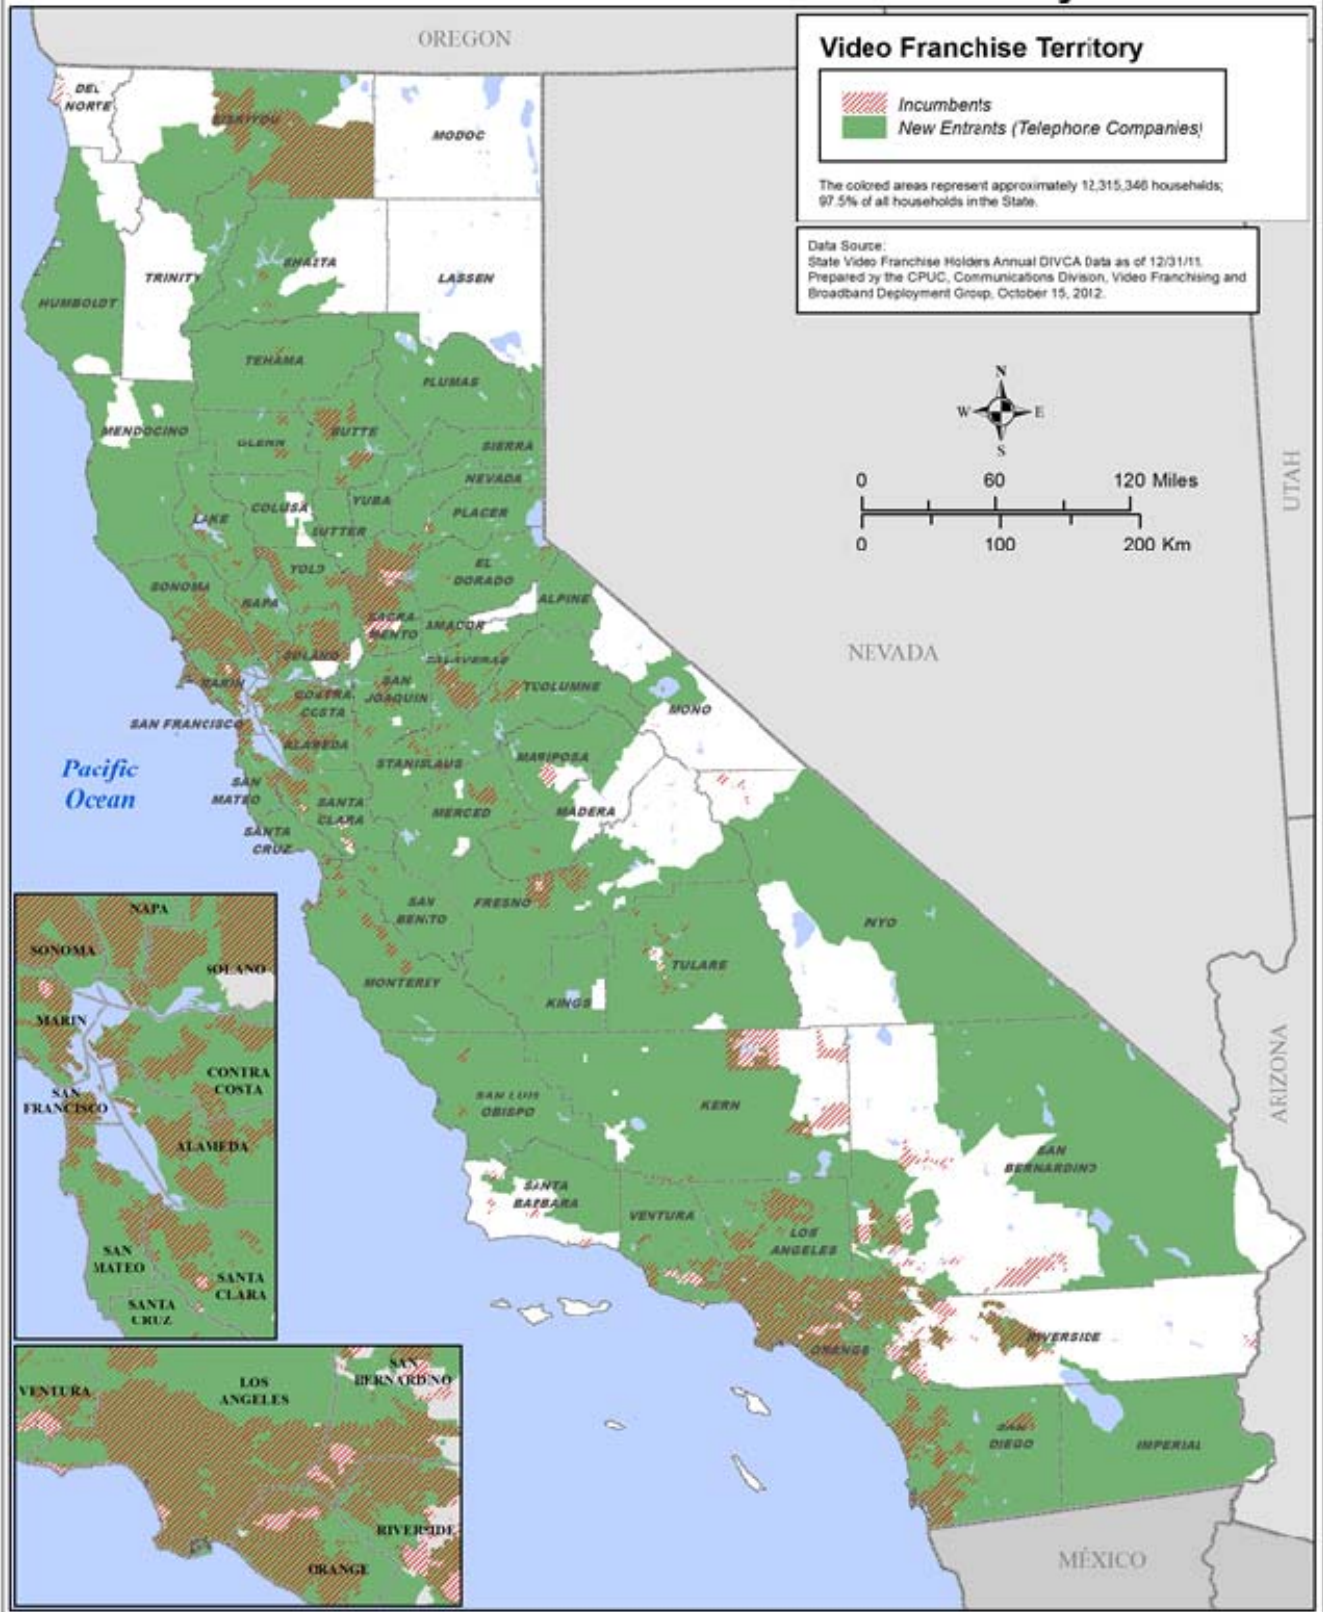 OREGON
Video Franchise Territory
Incumbents
New Entrants (Telephone Companies)
The colored areas represent approximately 12,315,346 households;
97.5% of all households in the State.
Data Source:
State Video Franchise Holders Annual DIVCA Data as of 12/31/11.
Prepared by the CPUC, Communications Division, Video Franchising and
Broadband Deployment Group, October 15, 2012.
DEL
NORTE
SISKIYOU
MODOC
TRINITY
SHASTA
LASSEN
HUMBOLDT
TEHAMA
PLUMAS
MENDOCINO
GLENN
BUTTE
SIERRA
NEVADA
COLUSA
YUBA
PLACER
LAKE
SUTTER
YOLO
EL
DORADO
SONOMA
NAPA
ALPINE
SACRA
MENTO
AMADOR
SOLANO
CALAVERAS
MARIN
CONTRA
COSTA
SAN
JOAQUIN
TUOLUMNE
MONO
SAN FRANCISCO
ALAMEDA
STANISLAUS
MARIPOSA
SAN
MATEO
SANTA
CLARA
MERCED
MADERA
SANTA
CRUZ
SAN
BENITO
FRESNO
INYO
MONTEREY
KINGS
TULARE
SAN LUIS
OBISPO
KERN
SAN
BERNARDINO
SANTA
BARBARA
VENTURA
LOS
ANGELES
ORANGE
RIVERSIDE
SAN
DIEGO
IMPERIAL
Pacific
Ocean
N
W E
S
0 60 120 Miles
0 100 200 Km
NEVADA
UTAH
ARIZONA
MÉXICO
NAPA
SONOMA
SOLANO
MARIN
CONTRA
COSTA
SAN
FRANCISCO
ALAMEDA
SAN
MATEO
SANTA
CLARA
SANTA
CRUZ
VENTURA
LOS
ANGELES
SAN
BERNARDINO
RIVERSIDE
ORANGE